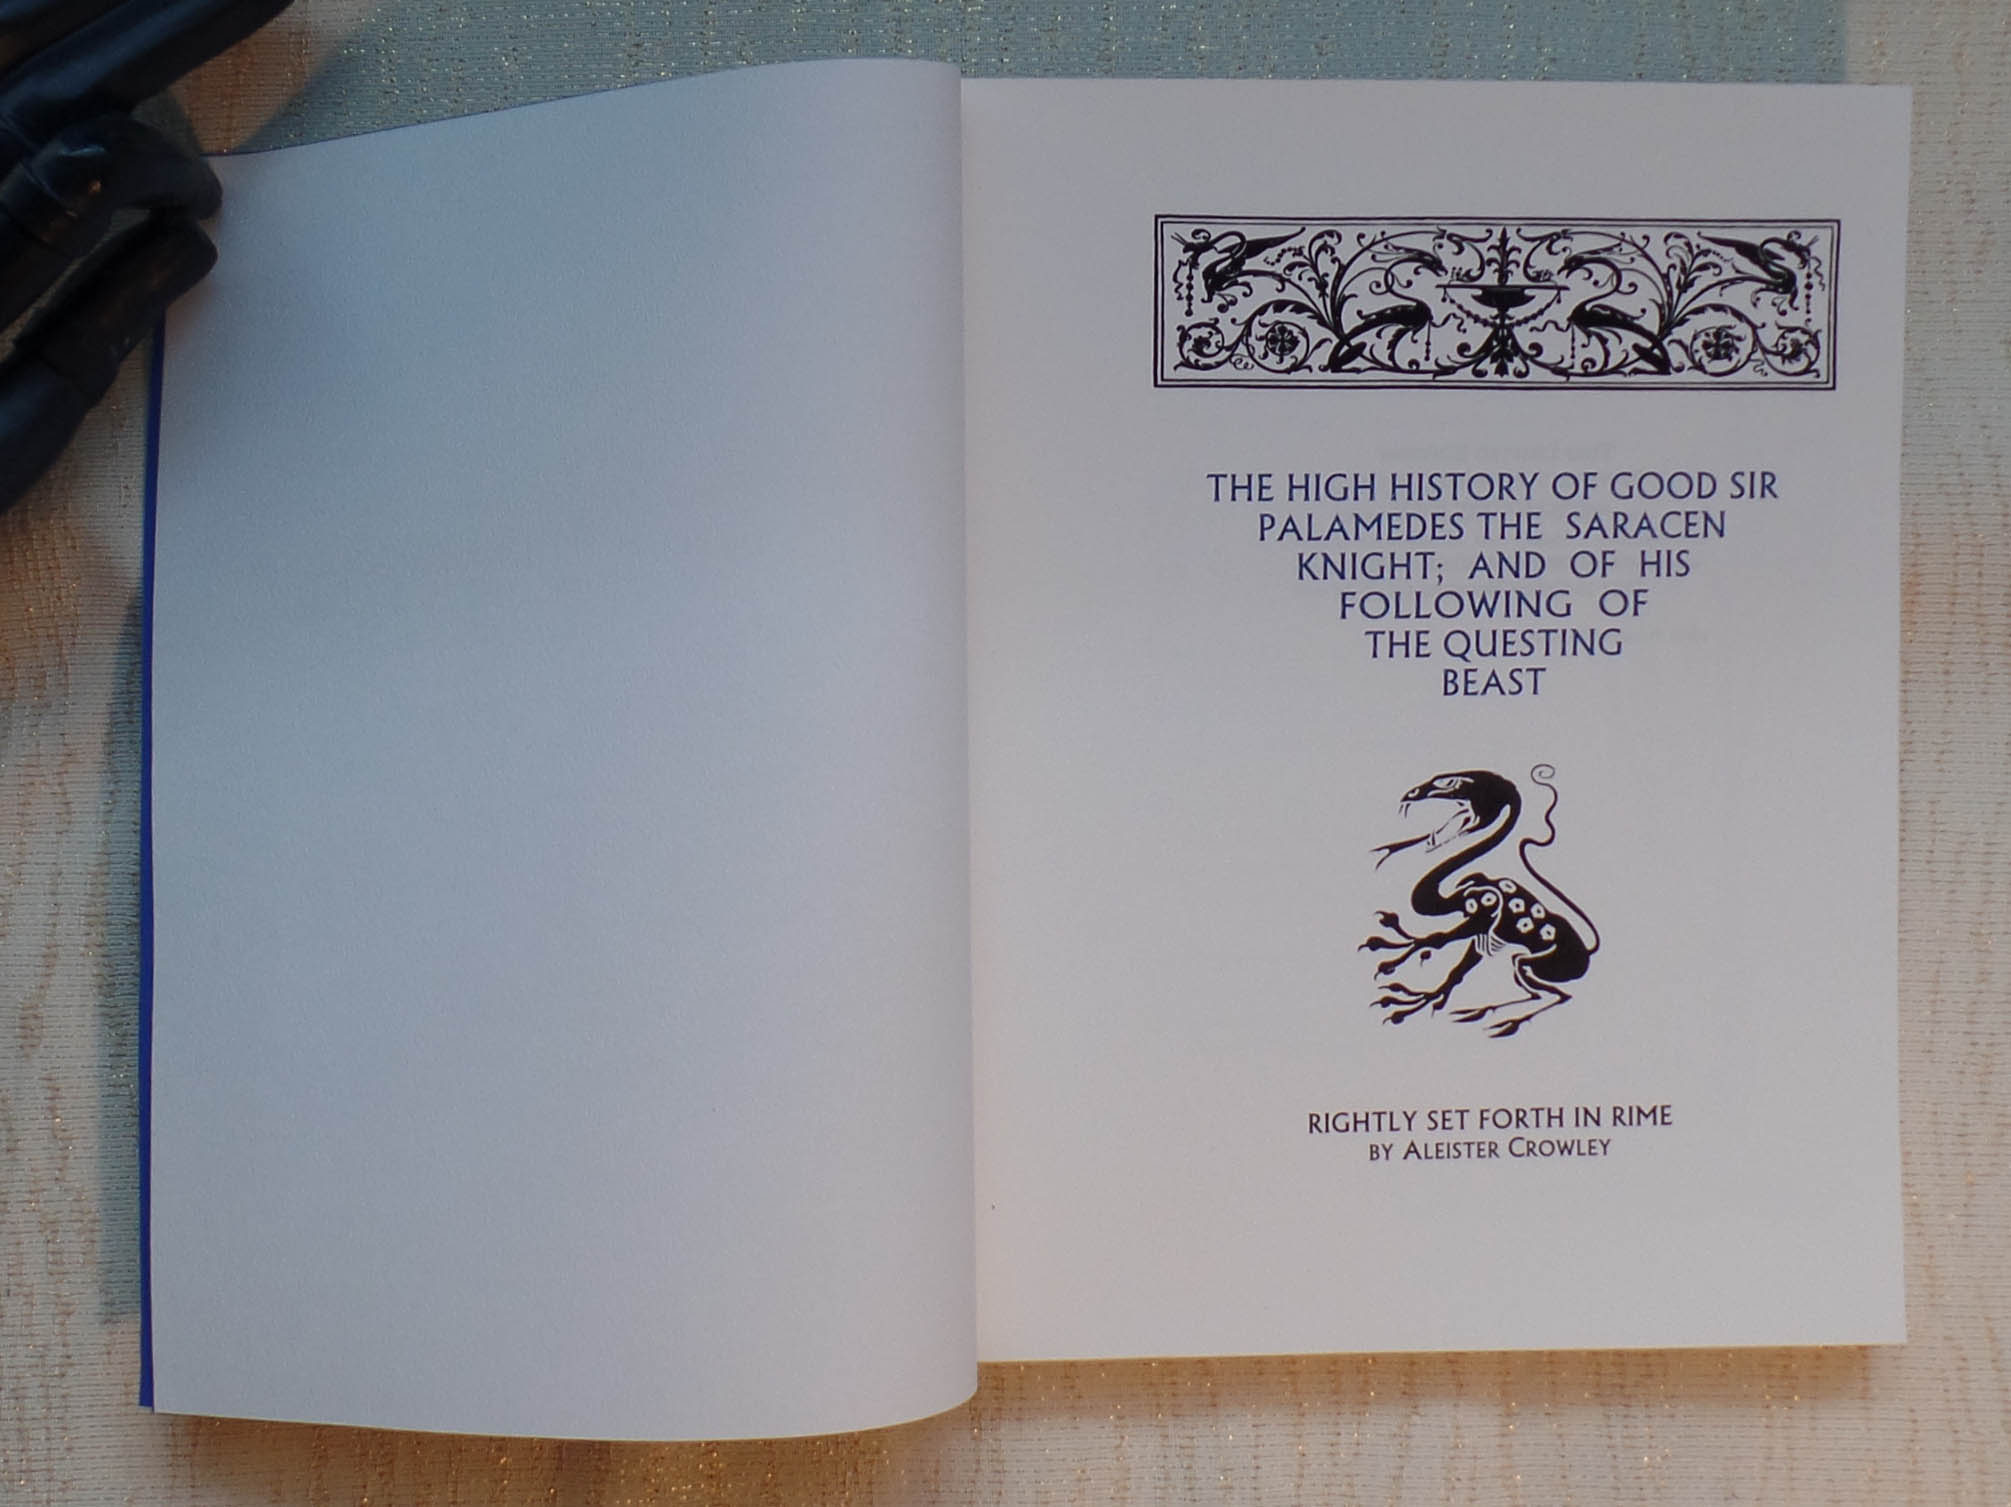 THE HIGH HISTORY OF GOOD SIR
PALAMEDES THE SARACEN
KNIGHT; AND OF HIS
FOLLOWING OF
THE QUESTING
BEAST
RIGHTLY SET FORTH IN RIME
BY ALEISTER CROWLEY